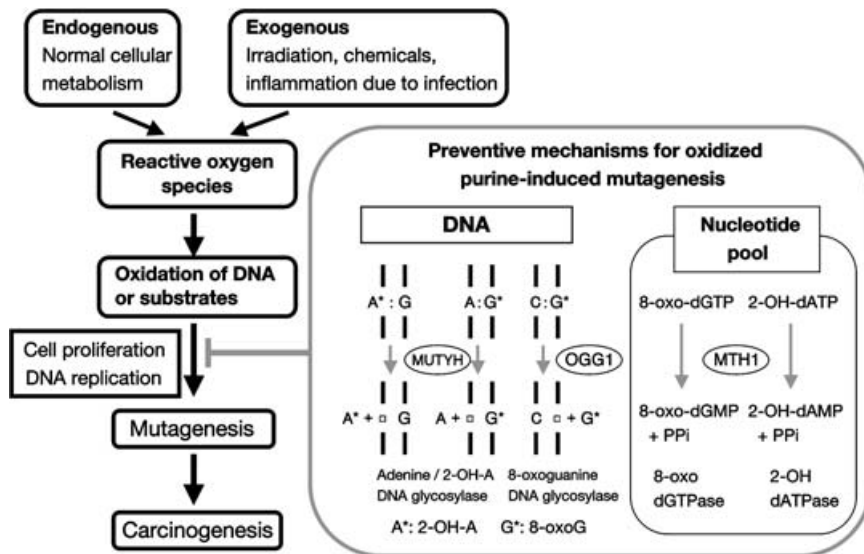 Endogenous
Normal cellular
metabolism
Exogenous
Irradiation, chemicals,
inflammation due to infection
Reactive oxygen
species
Oxidation of DNA
or substrates
Cell proliferation
DNA replication
Mutagenesis
Carcinogenesis
Preventive mechanisms for oxidized
purine-induced mutagenesis
DNA
A* : G
A : G*
C : G*
MUTYH
OGG1
A* + □ G
A + □ G*
C □ + G*
Adenine / 2-OH-A
DNA glycosylase
8-oxoguanine
DNA glycosylase
A*: 2-OH-A
G*: 8-oxoG
Nucleotide
pool
8-oxo-dGTP
2-OH-dATP
MTH1
8-oxo-dGMP
+ PPi
2-OH-dAMP
+ PPi
8-oxo
dGTPase
2-OH
dATPase